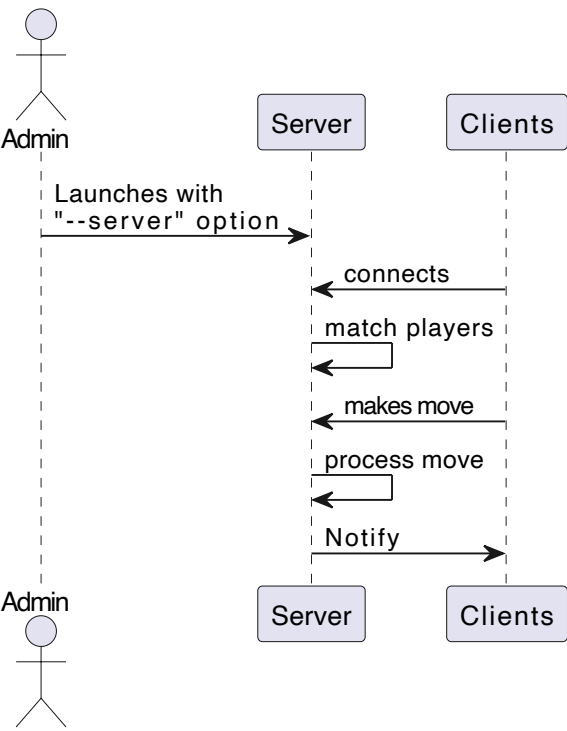 Admin
Server
Clients
Launches with
"--server" option
connects
match players
makes move
process move
Notify
Admin
Server
Clients